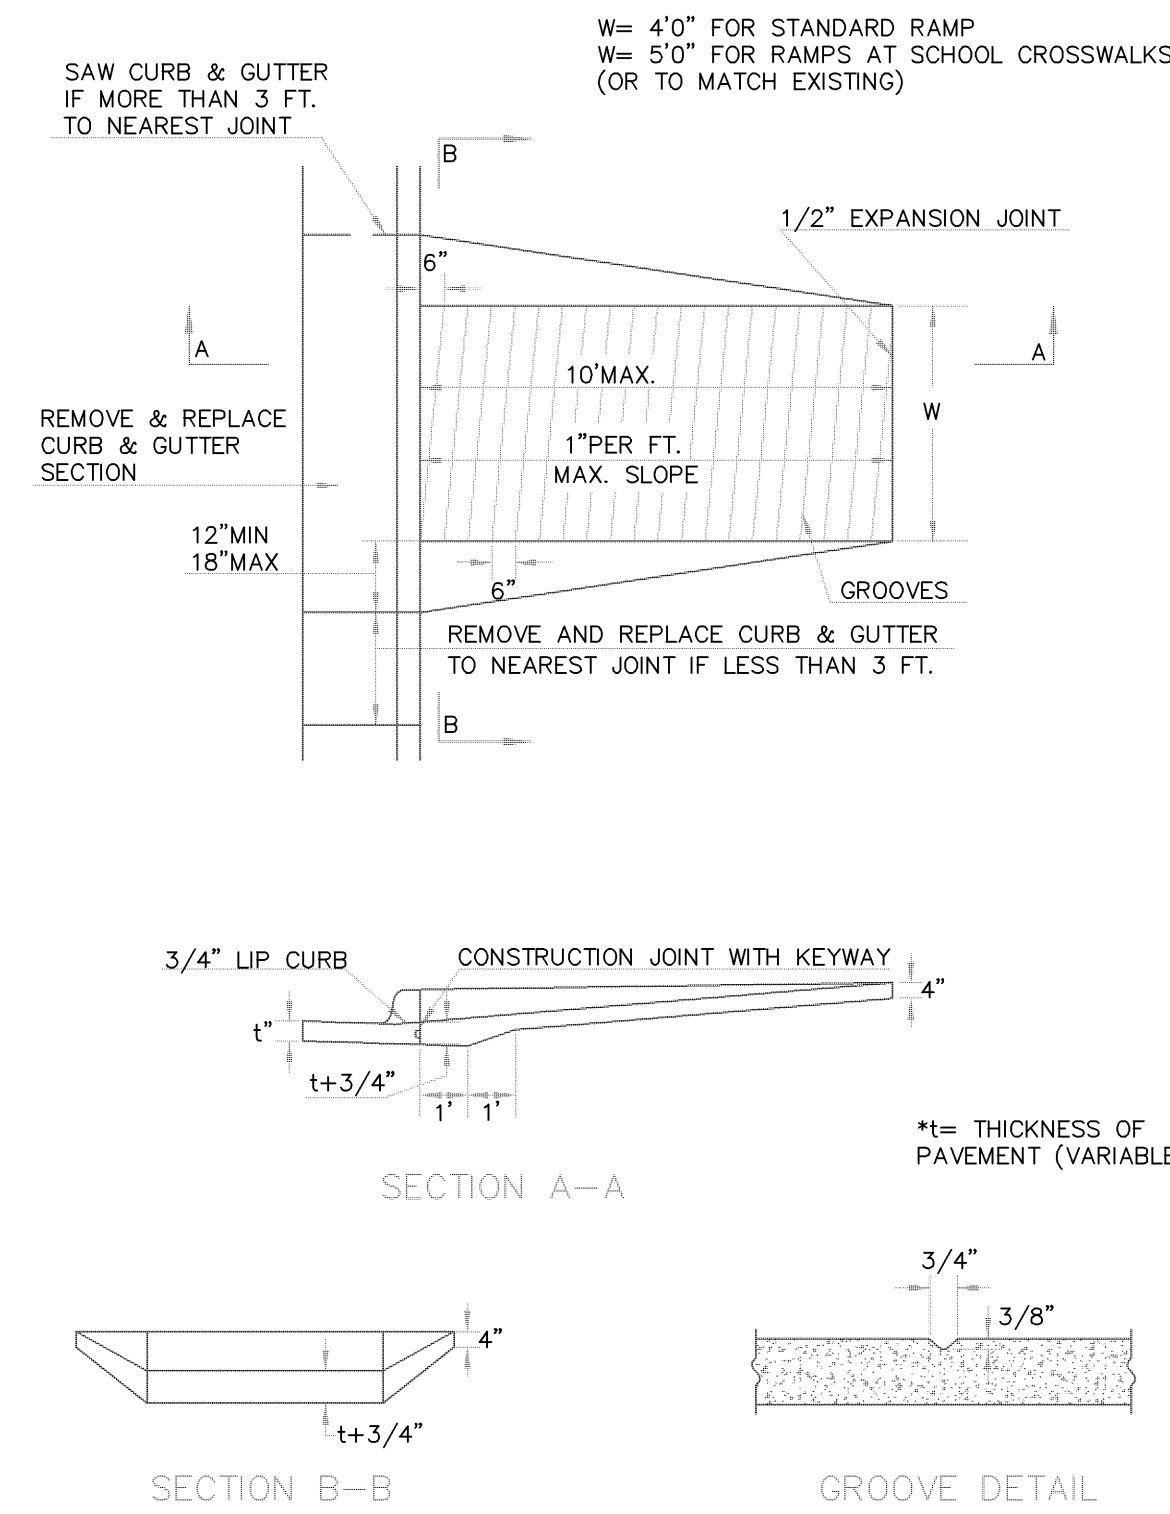 W= 4'0" FOR STANDARD RAMP
W= 5'0" FOR RAMPS AT SCHOOL CROSSWALKS
(OR TO MATCH EXISTING)
SAW CURB & GUTTER
IF MORE THAN 3 FT.
TO NEAREST JOINT
B
1/2" EXPANSION JOINT
6"
A
A
10'MAX.
W
REMOVE & REPLACE
CURB & GUTTER
SECTION
1"PER FT.
MAX. SLOPE
12"MIN
18"MAX
6"
GROOVES
REMOVE AND REPLACE CURB & GUTTER
TO NEAREST JOINT IF LESS THAN 3 FT.
B
3/4" LIP CURB
CONSTRUCTION JOINT WITH KEYWAY
4"
t"
t+3/4"
1'
1'
*t= THICKNESS OF
PAVEMENT (VARIABLE
SECTION A-A
3/4"
3/8"
4"
t+3/4"
SECTION B-B
GROOVE DETAIL